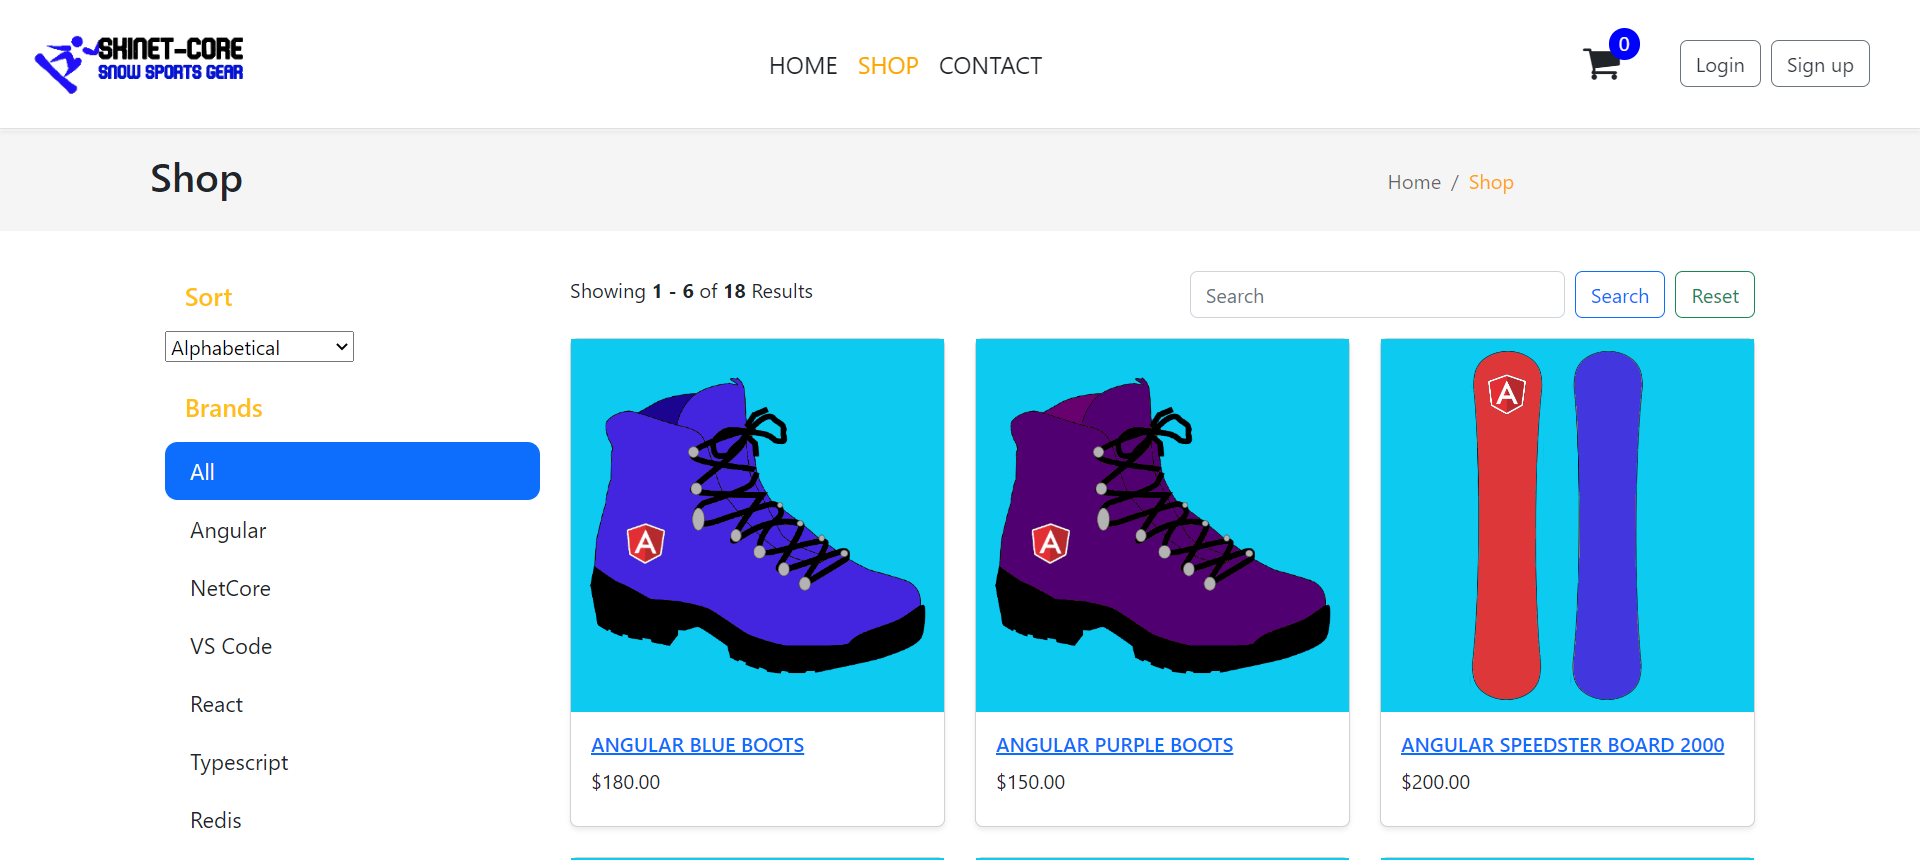 SKINET-CORE
SNOW SPORTS GEAR
HOME SHOP CONTACT
0
Login Sign up
Shop
Home / Shop
Sort
Alphabetical
Brands
All
Angular
NetCore
VS Code
React
Typescript
Redis
Showing 1 - 6 of 18 Results
Search Search Reset
A
ANGULAR BLUE BOOTS
$180.00
A
ANGULAR PURPLE BOOTS
$150.00
A
ANGULAR SPEEDSTER BOARD 2000
$200.00